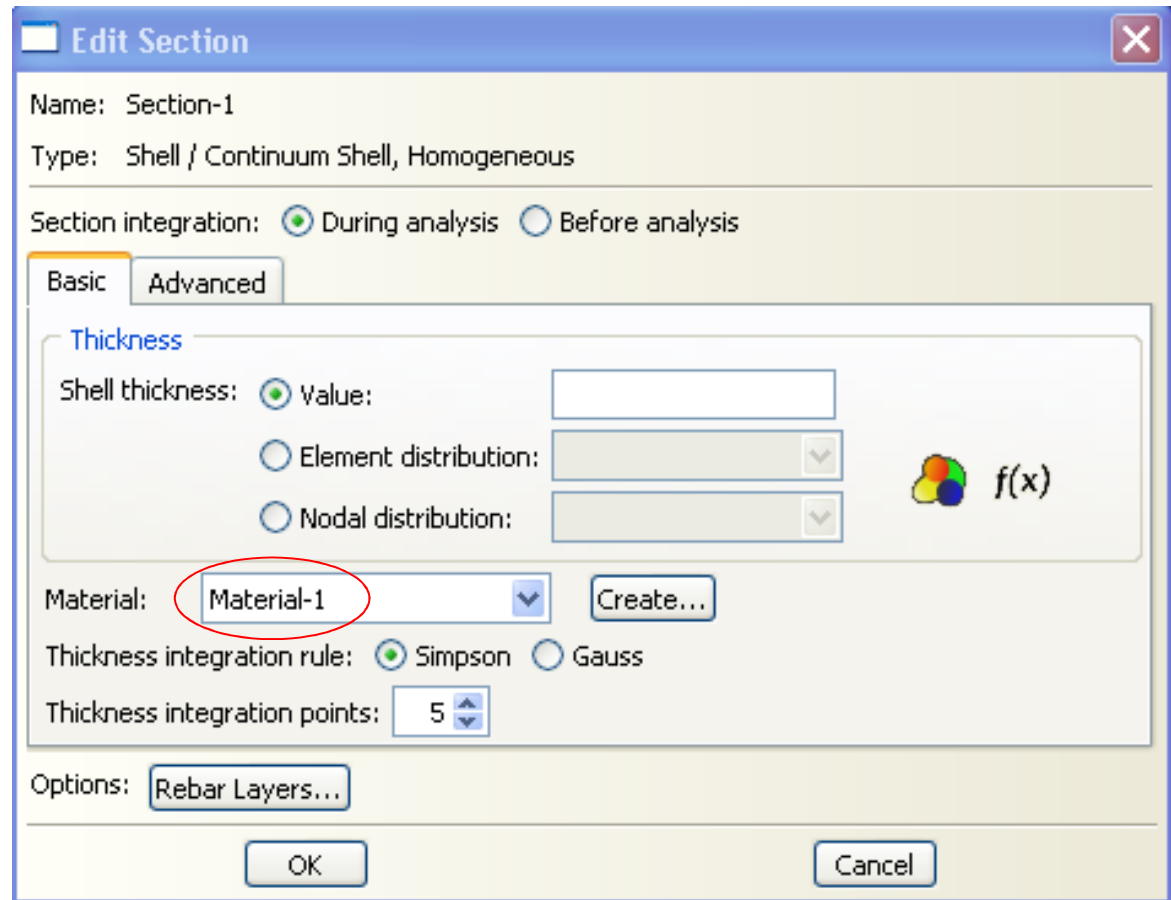 Edit Section
Name: Section-1
Type: Shell / Continuum Shell, Homogeneous
Section integration: During analysis Before analysis
Basic Advanced
Thickness
Shell thickness: Value:
Element distribution:
f(x)
Nodal distribution:
Material: Material-1 Create...
Thickness integration rule: Simpson Gauss
Thickness integration points: 5
Options: Rebar Layers...
OK Cancel